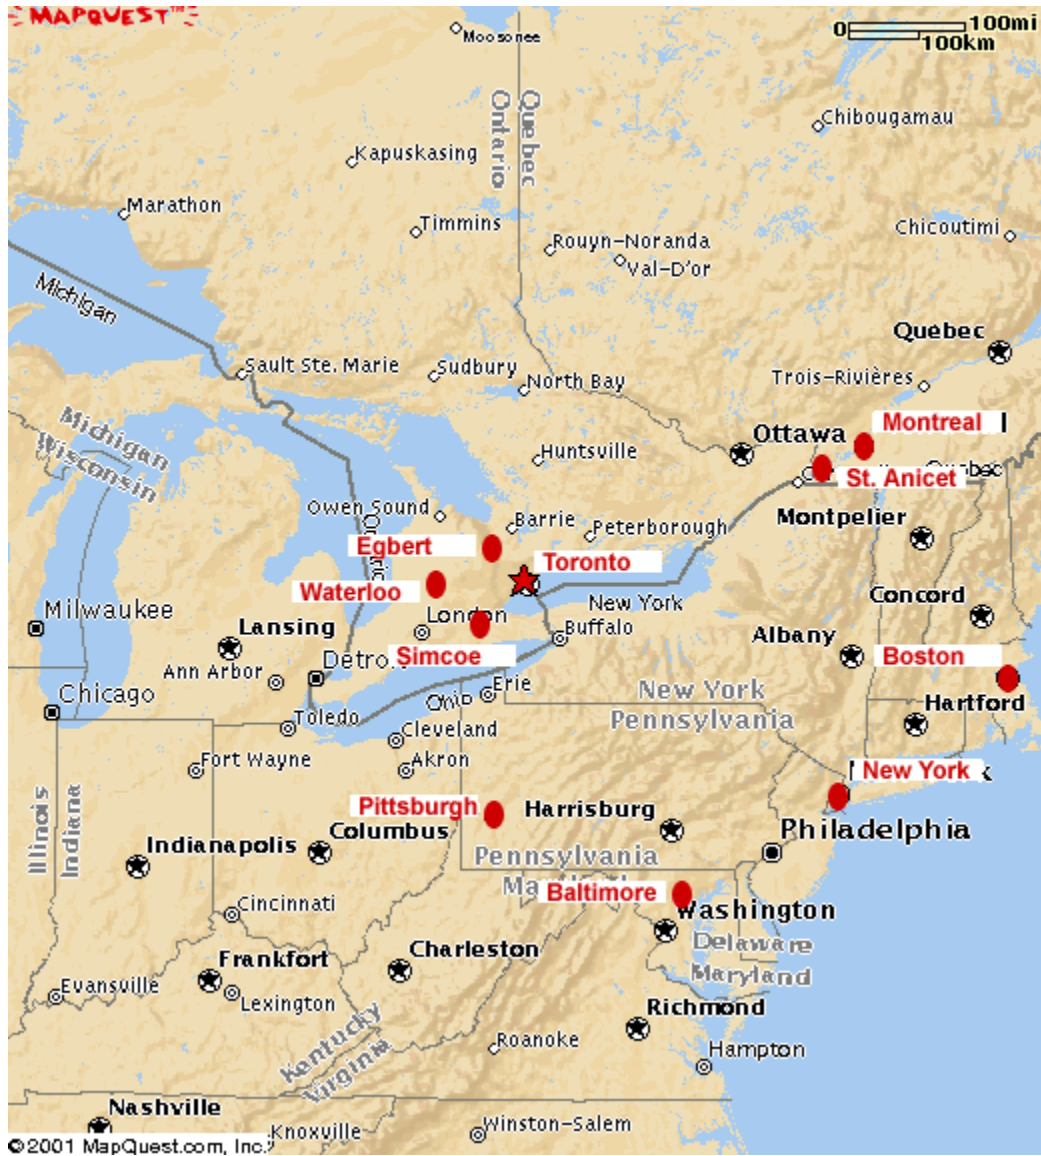 MAPQUEST™
0 100mi
100km
Moosonee
Ontario
Quebec
Chibougamau
Kapuskasing
Marathon
Timmins
Chicoutimi
Rouyn-Noranda
Val-D'or
Michigan
Québec
Sault Ste. Marie
Sudbury
North Bay
Trois-Rivières
Michigan
Wisconsin
Montreal
Ottawa
Huntsville
St. Anicet
Owen Sound
Barrie
Peterborough
Montpelier
Egbert
Toronto
Waterloo
New York
Concord
Milwaukee
London
Lansing
Buffalo
Albany
Simcoe
Boston
Ann Arbor
Chicago
Erie
New York
Ohio
Hartford
Toledo
Pennsylvania
Cleveland
Fort Wayne
Akron
New York
Pittsburgh
Harrisburg
Illinois
Indiana
Columbus
Philadelphia
Indianapolis
Pennsylvania
Baltimore
Cincinnati
Washington
Charleston
Delaware
Frankfort
Maryland
Evansville
Lexington
Richmond
Kentucky
Virginia
Roanoke
Hampton
Nashville
Winston-Salem
Knoxville
©2001 MapQuest.com, Inc.